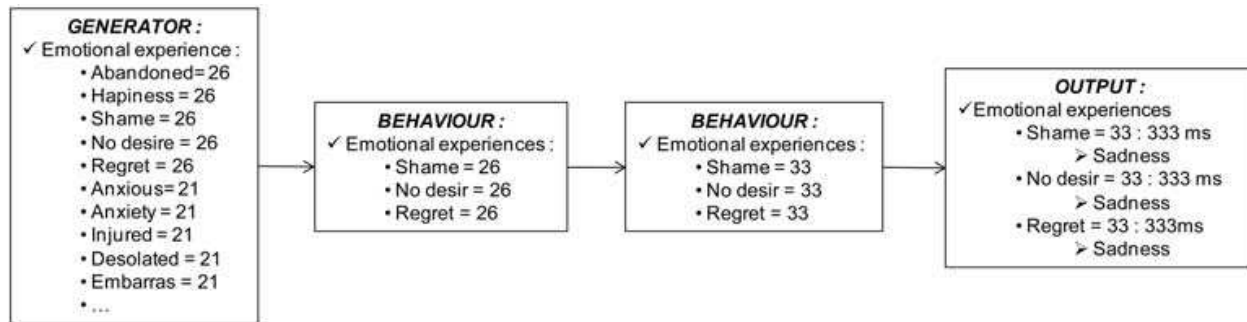 GENERATOR :
✓ Emotional experience :
• Abandoned= 26
• Hapiness = 26
• Shame = 26
• No desire = 26
• Regret = 26
• Anxious= 21
• Anxiety = 21
• Injured = 21
• Desolated = 21
• Embarras = 21
• ...
BEHAVIOUR :
✓ Emotional experiences :
• Shame = 26
• No desir = 26
• Regret = 26
BEHAVIOUR :
✓ Emotional experiences :
• Shame = 33
• No desir = 33
• Regret = 33
OUTPUT :
✓Emotional experiences
• Shame = 33 : 333 ms
➢ Sadness
• No desir = 33 : 333 ms
➢ Sadness
• Regret = 33 : 333ms
➢ Sadness